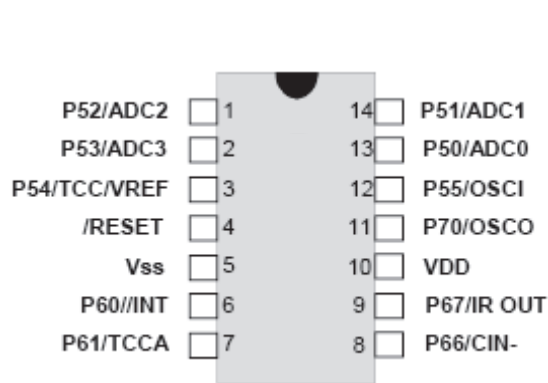 P52/ADC2 1 14 P51/ADC1
P53/ADC3 2 13 P50/ADC0
P54/TCC/VREF 3 12 P55/OSCI
/RESET 4 11 P70/OSCO
Vss 5 10 VDD
P60//INT 6 9 P67/IR OUT
P61/TCCA 7 8 P66/CIN-